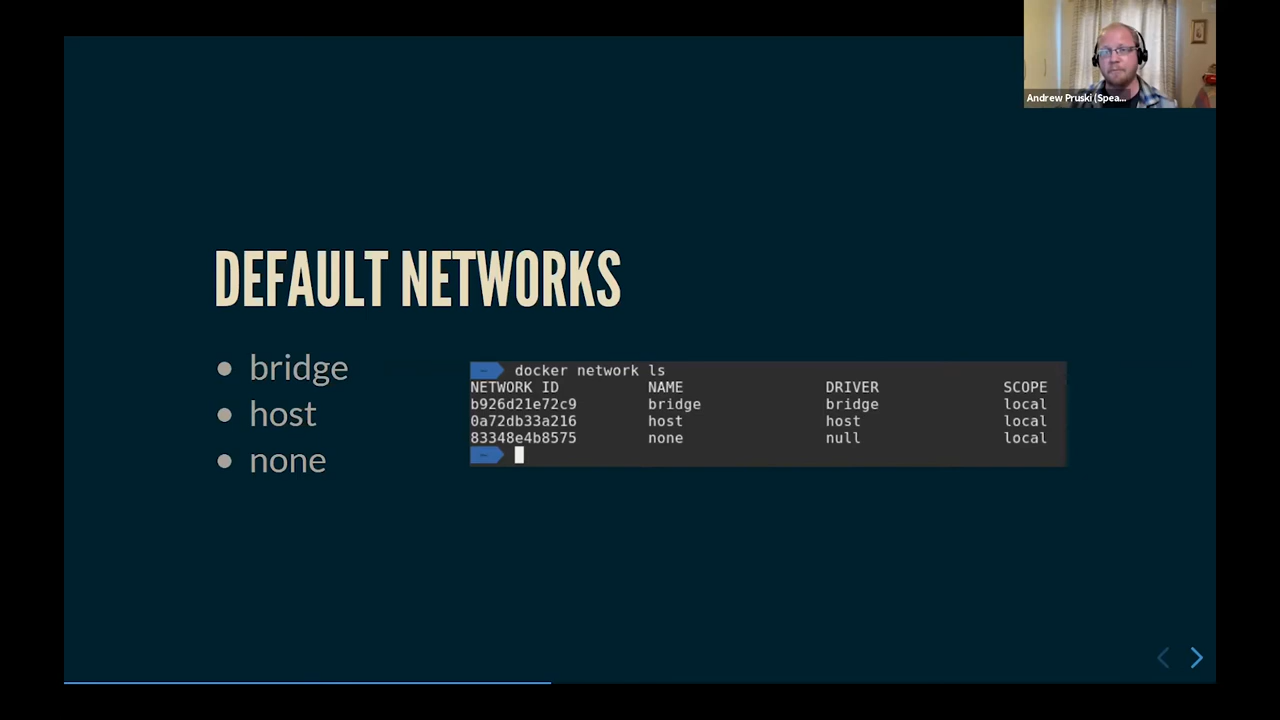 Andrew Pruski (Spea...
DEFAULT NETWORKS
• bridge
• host
• none
~ docker network ls
NETWORK ID NAME DRIVER SCOPE
b926d21e72c9 bridge bridge local
0a72db33a216 host host local
83348e4b8575 none null local
~